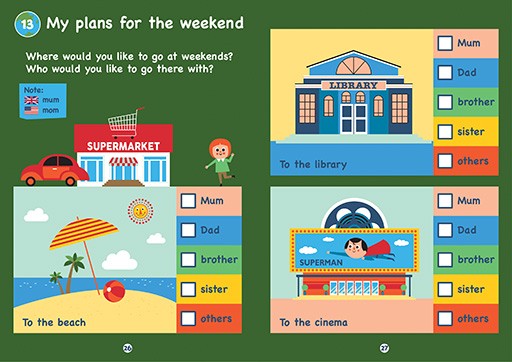 13 My plans for the weekend
Where would you like to go at weekends?
Who would you like to go there with?
Note:
mum
mom
SUPERMARKET
To the beach
Mum
Dad
brother
sister
others
26
LIBRARY
To the library
Mum
Dad
brother
sister
others
SUPERMAN
To the cinema
Mum
Dad
brother
sister
others
27